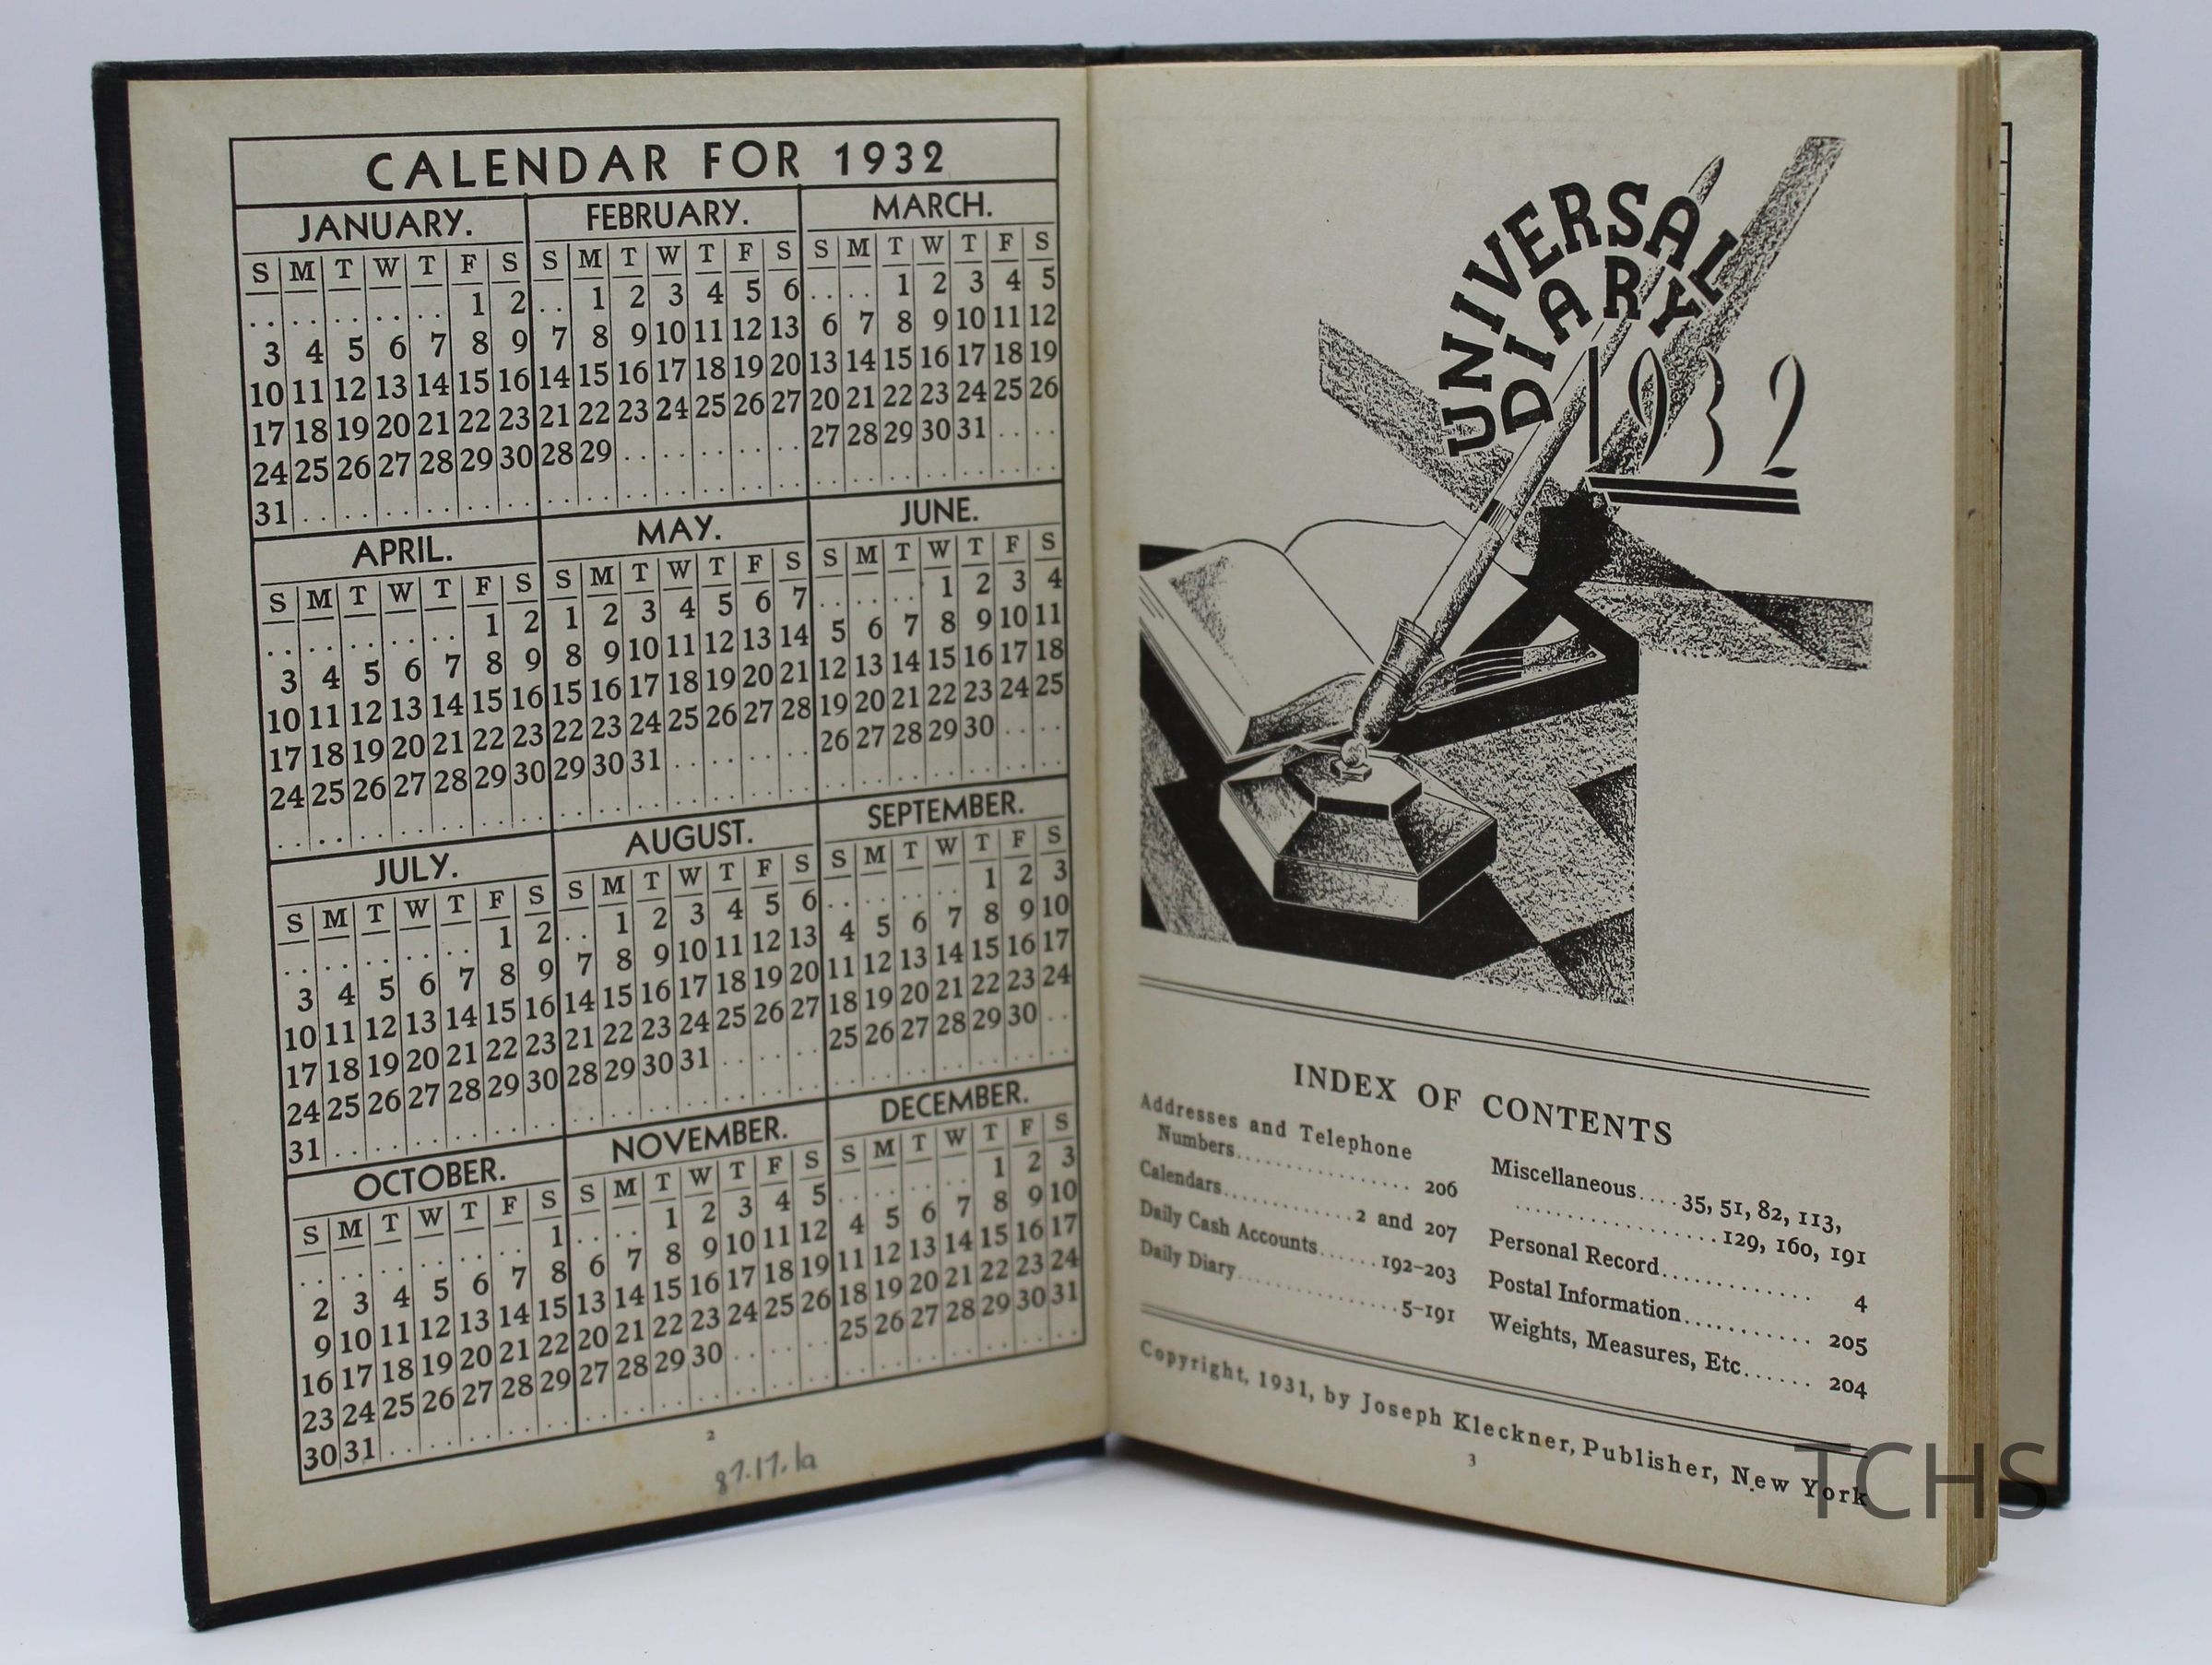 CALENDAR FOR 1932
JANUARY. FEBRUARY. MARCH.
S M T W T F S S M T W T F S S M T W T F S
.. .. .. .. .. 1 2 .. 1 2 3 4 5 6 .. .. 1 2 3 4 5
3 4 5 6 7 8 9 7 8 9 10 11 12 13 6 7 8 9 10 11 12
10 11 12 13 14 15 16 14 15 16 17 18 19 20 13 14 15 16 17 18 19
17 18 19 20 21 22 23 21 22 23 24 25 26 27 20 21 22 23 24 25 26
24 25 26 27 28 29 30 28 29 .. .. .. .. .. 27 28 29 30 31 .. ..
31 .. .. .. .. .. .. .. .. .. .. .. .. .. .. .. .. .. .. .. ..
APRIL. MAY. JUNE.
S M T W T F S S M T W T F S S M T W T F S
.. .. .. .. .. 1 2 1 2 3 4 5 6 7 .. .. .. 1 2 3 4
3 4 5 6 7 8 9 8 9 10 11 12 13 14 5 6 7 8 9 10 11
10 11 12 13 14 15 16 15 16 17 18 19 20 21 12 13 14 15 16 17 18
17 18 19 20 21 22 23 22 23 24 25 26 27 28 19 20 21 22 23 24 25
24 25 26 27 28 29 30 29 30 31 .. .. .. .. 26 27 28 29 30 .. ..
.. .. .. .. .. .. .. .. .. .. .. .. .. .. .. .. .. .. .. .. ..
JULY. AUGUST. SEPTEMBER.
S M T W T F S S M T W T F S S M T W T F S
.. .. .. .. .. 1 2 .. 1 2 3 4 5 6 .. .. .. .. 1 2 3
3 4 5 6 7 8 9 7 8 9 10 11 12 13 4 5 6 7 8 9 10
10 11 12 13 14 15 16 14 15 16 17 18 19 20 11 12 13 14 15 16 17
17 18 19 20 21 22 23 21 22 23 24 25 26 27 18 19 20 21 22 23 24
24 25 26 27 28 29 30 28 29 30 31 .. .. .. 25 26 27 28 29 30 ..
31 .. .. .. .. .. .. .. .. .. .. .. .. .. .. .. .. .. .. .. ..
OCTOBER. NOVEMBER. DECEMBER.
S M T W T F S S M T W T F S S M T W T F S
.. .. .. .. .. .. 1 .. .. 1 2 3 4 5 .. .. .. .. 1 2 3
2 3 4 5 6 7 8 6 7 8 9 10 11 12 4 5 6 7 8 9 10
9 10 11 12 13 14 15 13 14 15 16 17 18 19 11 12 13 14 15 16 17
16 17 18 19 20 21 22 20 21 22 23 24 25 26 18 19 20 21 22 23 24
23 24 25 26 27 28 29 27 28 29 30 .. .. .. 25 26 27 28 29 30 31
30 31 .. .. .. .. .. .. .. .. .. .. .. .. .. .. .. .. .. .. ..
2
87.17.1a
UNIVERSAL
DIARY
1932
INDEX OF CONTENTS
Addresses and Telephone
Numbers................ 206
Calendars............2 and 207
Daily Cash Accounts......192-203
Daily Diary...............5-191
Miscellaneous....35, 51, 82, 113,
....................129, 160, 191
Personal Record............ 4
Postal Information.......... 205
Weights, Measures, Etc...... 204
Copyright, 1931, by Joseph Kleckner, Publisher, New York
3
TCHS